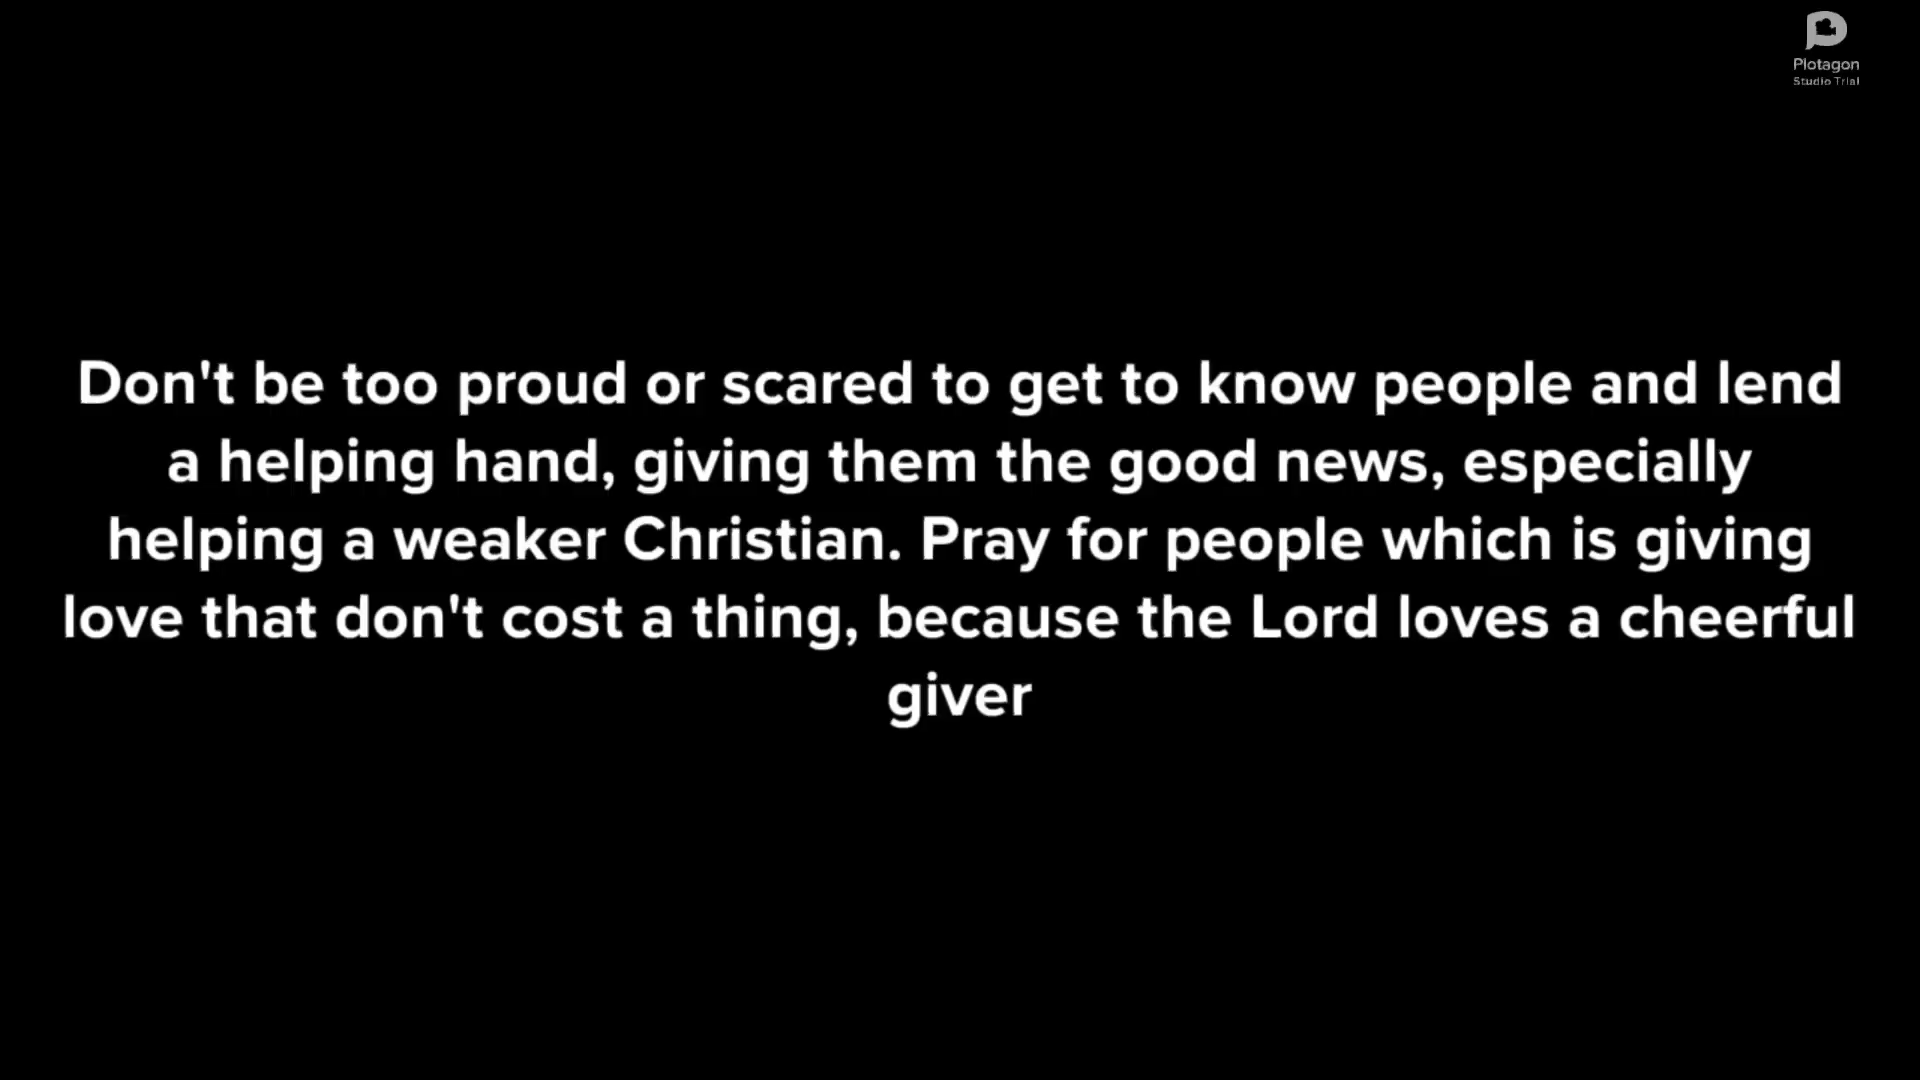 Plotagon
Studio Trial
Don't be too proud or scared to get to know people and lend
a helping hand, giving them the good news, especially
helping a weaker Christian. Pray for people which is giving
love that don't cost a thing, because the Lord loves a cheerful
giver